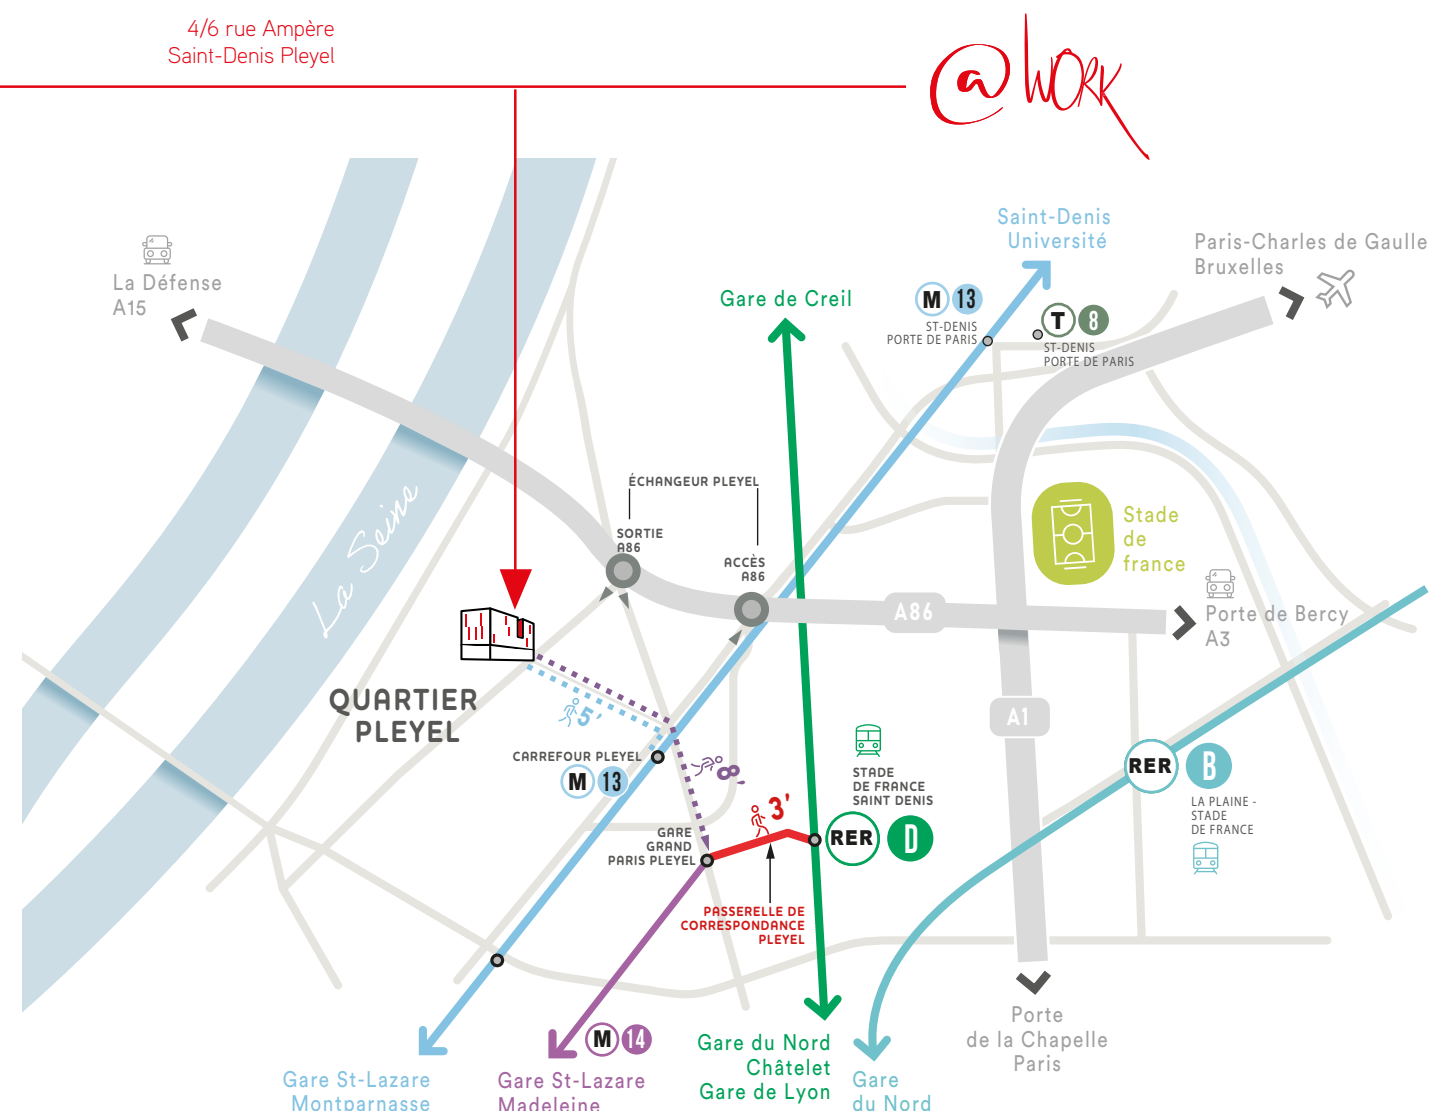 4/6 rue Ampère
Saint-Denis Pleyel
@WORK
Saint-Denis
Université
Paris-Charles de Gaulle
Bruxelles
La Défense
A15
Gare de Creil
M 13
ST-DENIS
PORTE DE PARIS
T 8
ST-DENIS
PORTE DE PARIS
ÉCHANGEUR PLEYEL
SORTIE
A86
ACCÈS
A86
La Seine
Stade
de
france
A86
Porte de Bercy
A3
QUARTIER
PLEYEL
5'
A1
CARREFOUR PLEYEL
M 13
8'
STADE
DE FRANCE
SAINT DENIS
RER D
RER B
LA PLAINE -
STADE
DE FRANCE
3'
GARE
GRAND
PARIS PLEYEL
PASSERELLE DE
CORRESPONDANCE
PLEYEL
Porte
de la Chapelle
Paris
M 14
Gare du Nord
Châtelet
Gare de Lyon
Gare
du Nord
Gare St-Lazare
Montparnasse
Gare St-Lazare
Madeleine